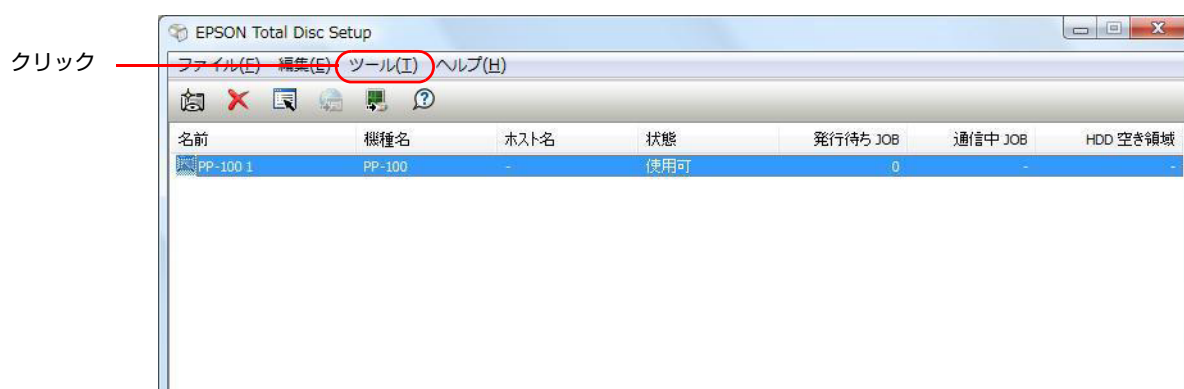 EPSON Total Disc Setup
クリック
ファイル(F) 編集(E) ツール(T) ヘルプ(H)
名前 機種名 ホスト名 状態 発行待ち JOB 通信中 JOB HDD 空き領域
PP-100 1 PP-100 - 使用可 0 - -